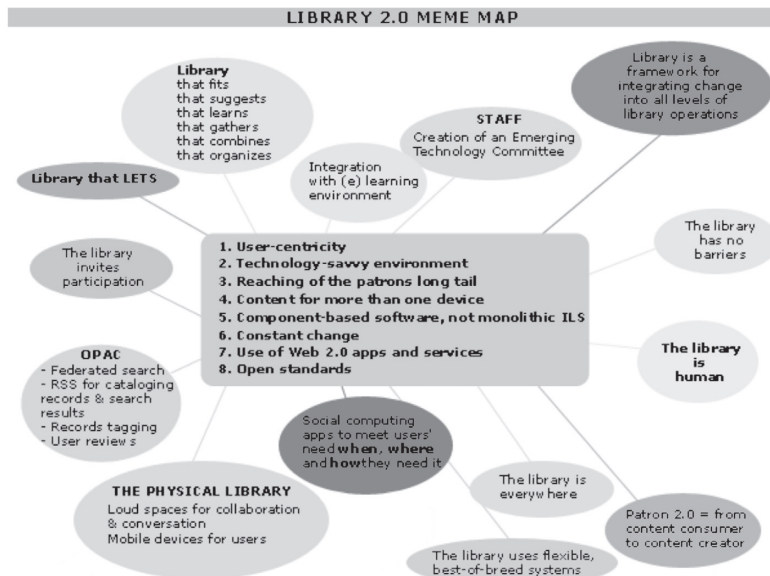 LIBRARY 2.0 MEME MAP
Library
that fits
that suggests
that learns
that gathers
that combines
that organizes
STAFF
Creation of an Emerging
Technology Committee
Library is a
framework for
integrating change
into all levels of
library operations
Library that LETS
Integration
with (e) learning
environment
The library
invites
participation
1. User-centricity
2. Technology-savvy environment
3. Reaching of the patrons long tail
4. Content for more than one device
5. Component-based software, not monolithic ILS
6. Constant change
7. Use of Web 2.0 apps and services
8. Open standards
The library
has no
barriers
The library
is
human
OPAC
- Federated search
- RSS for cataloging
records & search
results
- Records tagging
- User reviews
Social computing
apps to meet users'
need when, where
and how they need it
THE PHYSICAL LIBRARY
Loud spaces for collaboration
& conversation
Mobile devices for users
The library is
everywhere
The library uses flexible,
best-of-breed systems
Patron 2.0 = from
content consumer
to content creator